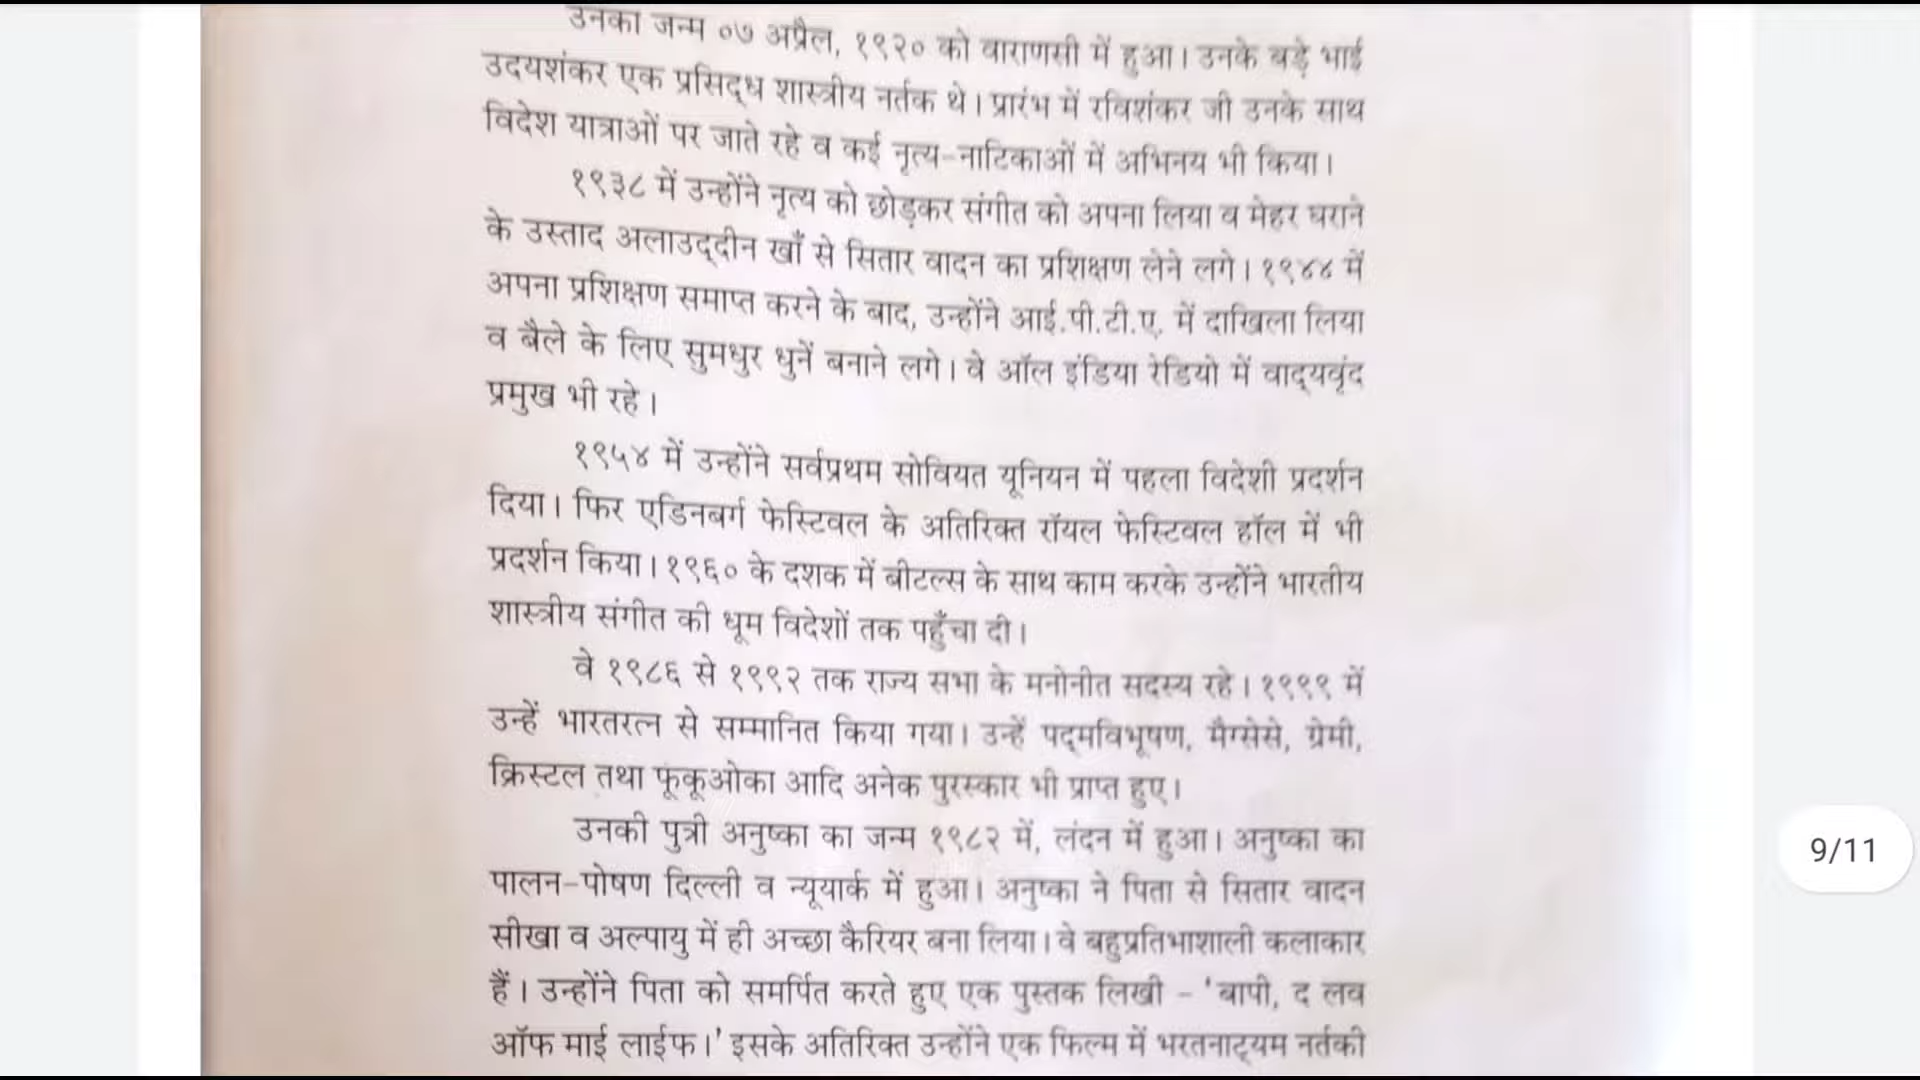 उनका जन्म ०७ अप्रैल, १९२० को वाराणसी में हुआ। उनके बड़े भाई
उदयशंकर एक प्रसिद्ध शास्त्रीय नर्तक थे। प्रारंभ में रविशंकर जी उनके साथ
विदेश यात्राओं पर जाते रहे व कई नृत्य-नाटिकाओं में अभिनय भी किया।
१९३८ में उन्होंने नृत्य को छोड़कर संगीत को अपना लिया व मेहर घराने
के उस्ताद अलाउद्दीन खाँ से सितार वादन का प्रशिक्षण लेने लगे। १९४४ में
अपना प्रशिक्षण समाप्त करने के बाद, उन्होंने आई.पी.टी.ए. में दाखिला लिया
व बैले के लिए सुमधुर धुनें बनाने लगे। वे ऑल इंडिया रेडियो में वाद्यवृंद
प्रमुख भी रहे।
१९५४ में उन्होंने सर्वप्रथम सोवियत यूनियन में पहला विदेशी प्रदर्शन
दिया। फिर एडिनबर्ग फेस्टिवल के अतिरिक्त रॉयल फेस्टिवल हॉल में भी
प्रदर्शन किया। १९६० के दशक में बीटल्स के साथ काम करके उन्होंने भारतीय
शास्त्रीय संगीत की धूम विदेशों तक पहुँचा दी।
वे १९८६ से १९९२ तक राज्य सभा के मनोनीत सदस्य रहे। १९९९ में
उन्हें भारतरत्न से सम्मानित किया गया। उन्हें पद्मविभूषण, मैग्सेसे, ग्रेमी,
क्रिस्टल तथा फूकूओका आदि अनेक पुरस्कार भी प्राप्त हुए।
उनकी पुत्री अनुष्का का जन्म १९८२ में, लंदन में हुआ। अनुष्का का
पालन-पोषण दिल्ली व न्यूयार्क में हुआ। अनुष्का ने पिता से सितार वादन
सीखा व अल्पायु में ही अच्छा कैरियर बना लिया। वे बहुप्रतिभाशाली कलाकार
हैं। उन्होंने पिता को समर्पित करते हुए एक पुस्तक लिखी - 'बापी, द लव
ऑफ माई लाईफ।' इसके अतिरिक्त उन्होंने एक फिल्म में भरतनाट्यम नर्तकी
9/11